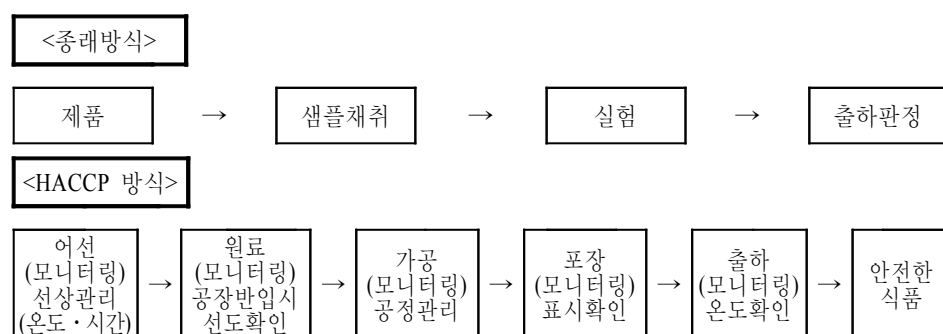 <종래방식>
제품 → 샘플채취 → 실험 → 출하판정
<HACCP 방식>
어선
(모니터링)
선상관리
(온도・시간)
→
원료
(모니터링)
공장반입시
선도확인
→
가공
(모니터링)
공정관리
→
포장
(모니터링)
표시확인
→
출하
(모니터링)
온도확인
→
안전한
식품